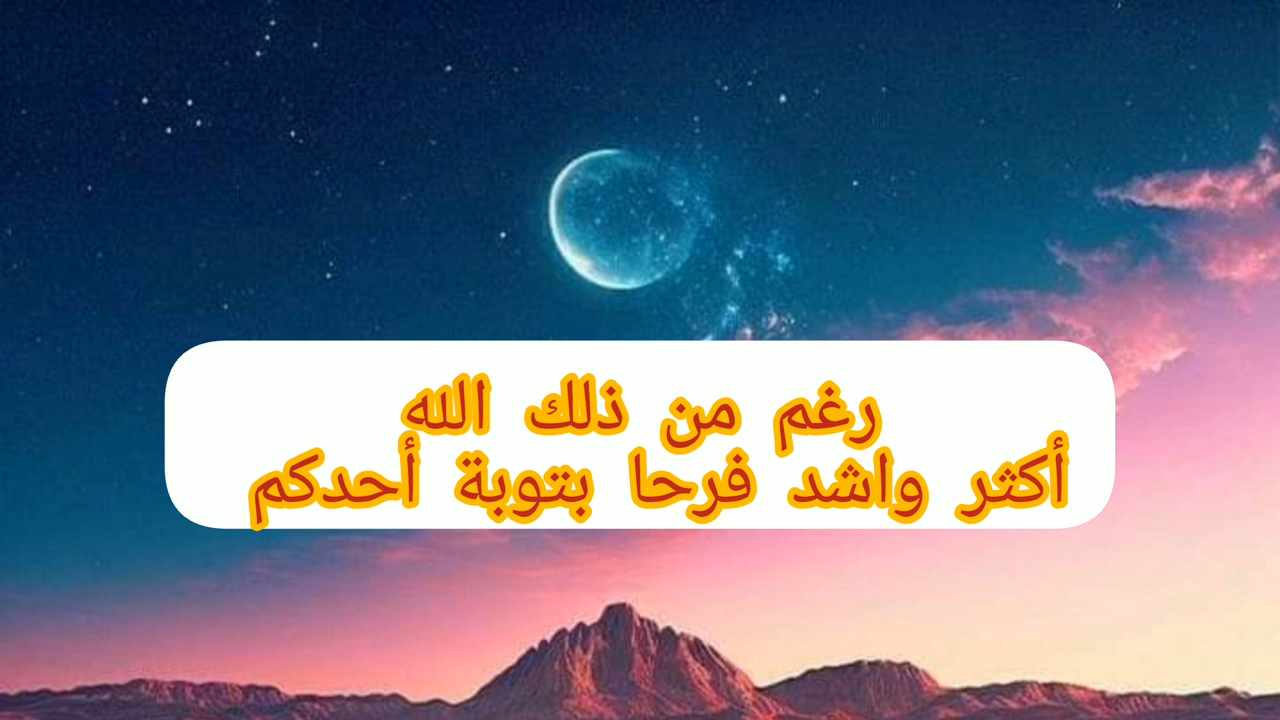 رغم من ذلك الله
أكثر واشد فرحا بتوبة أحدكم